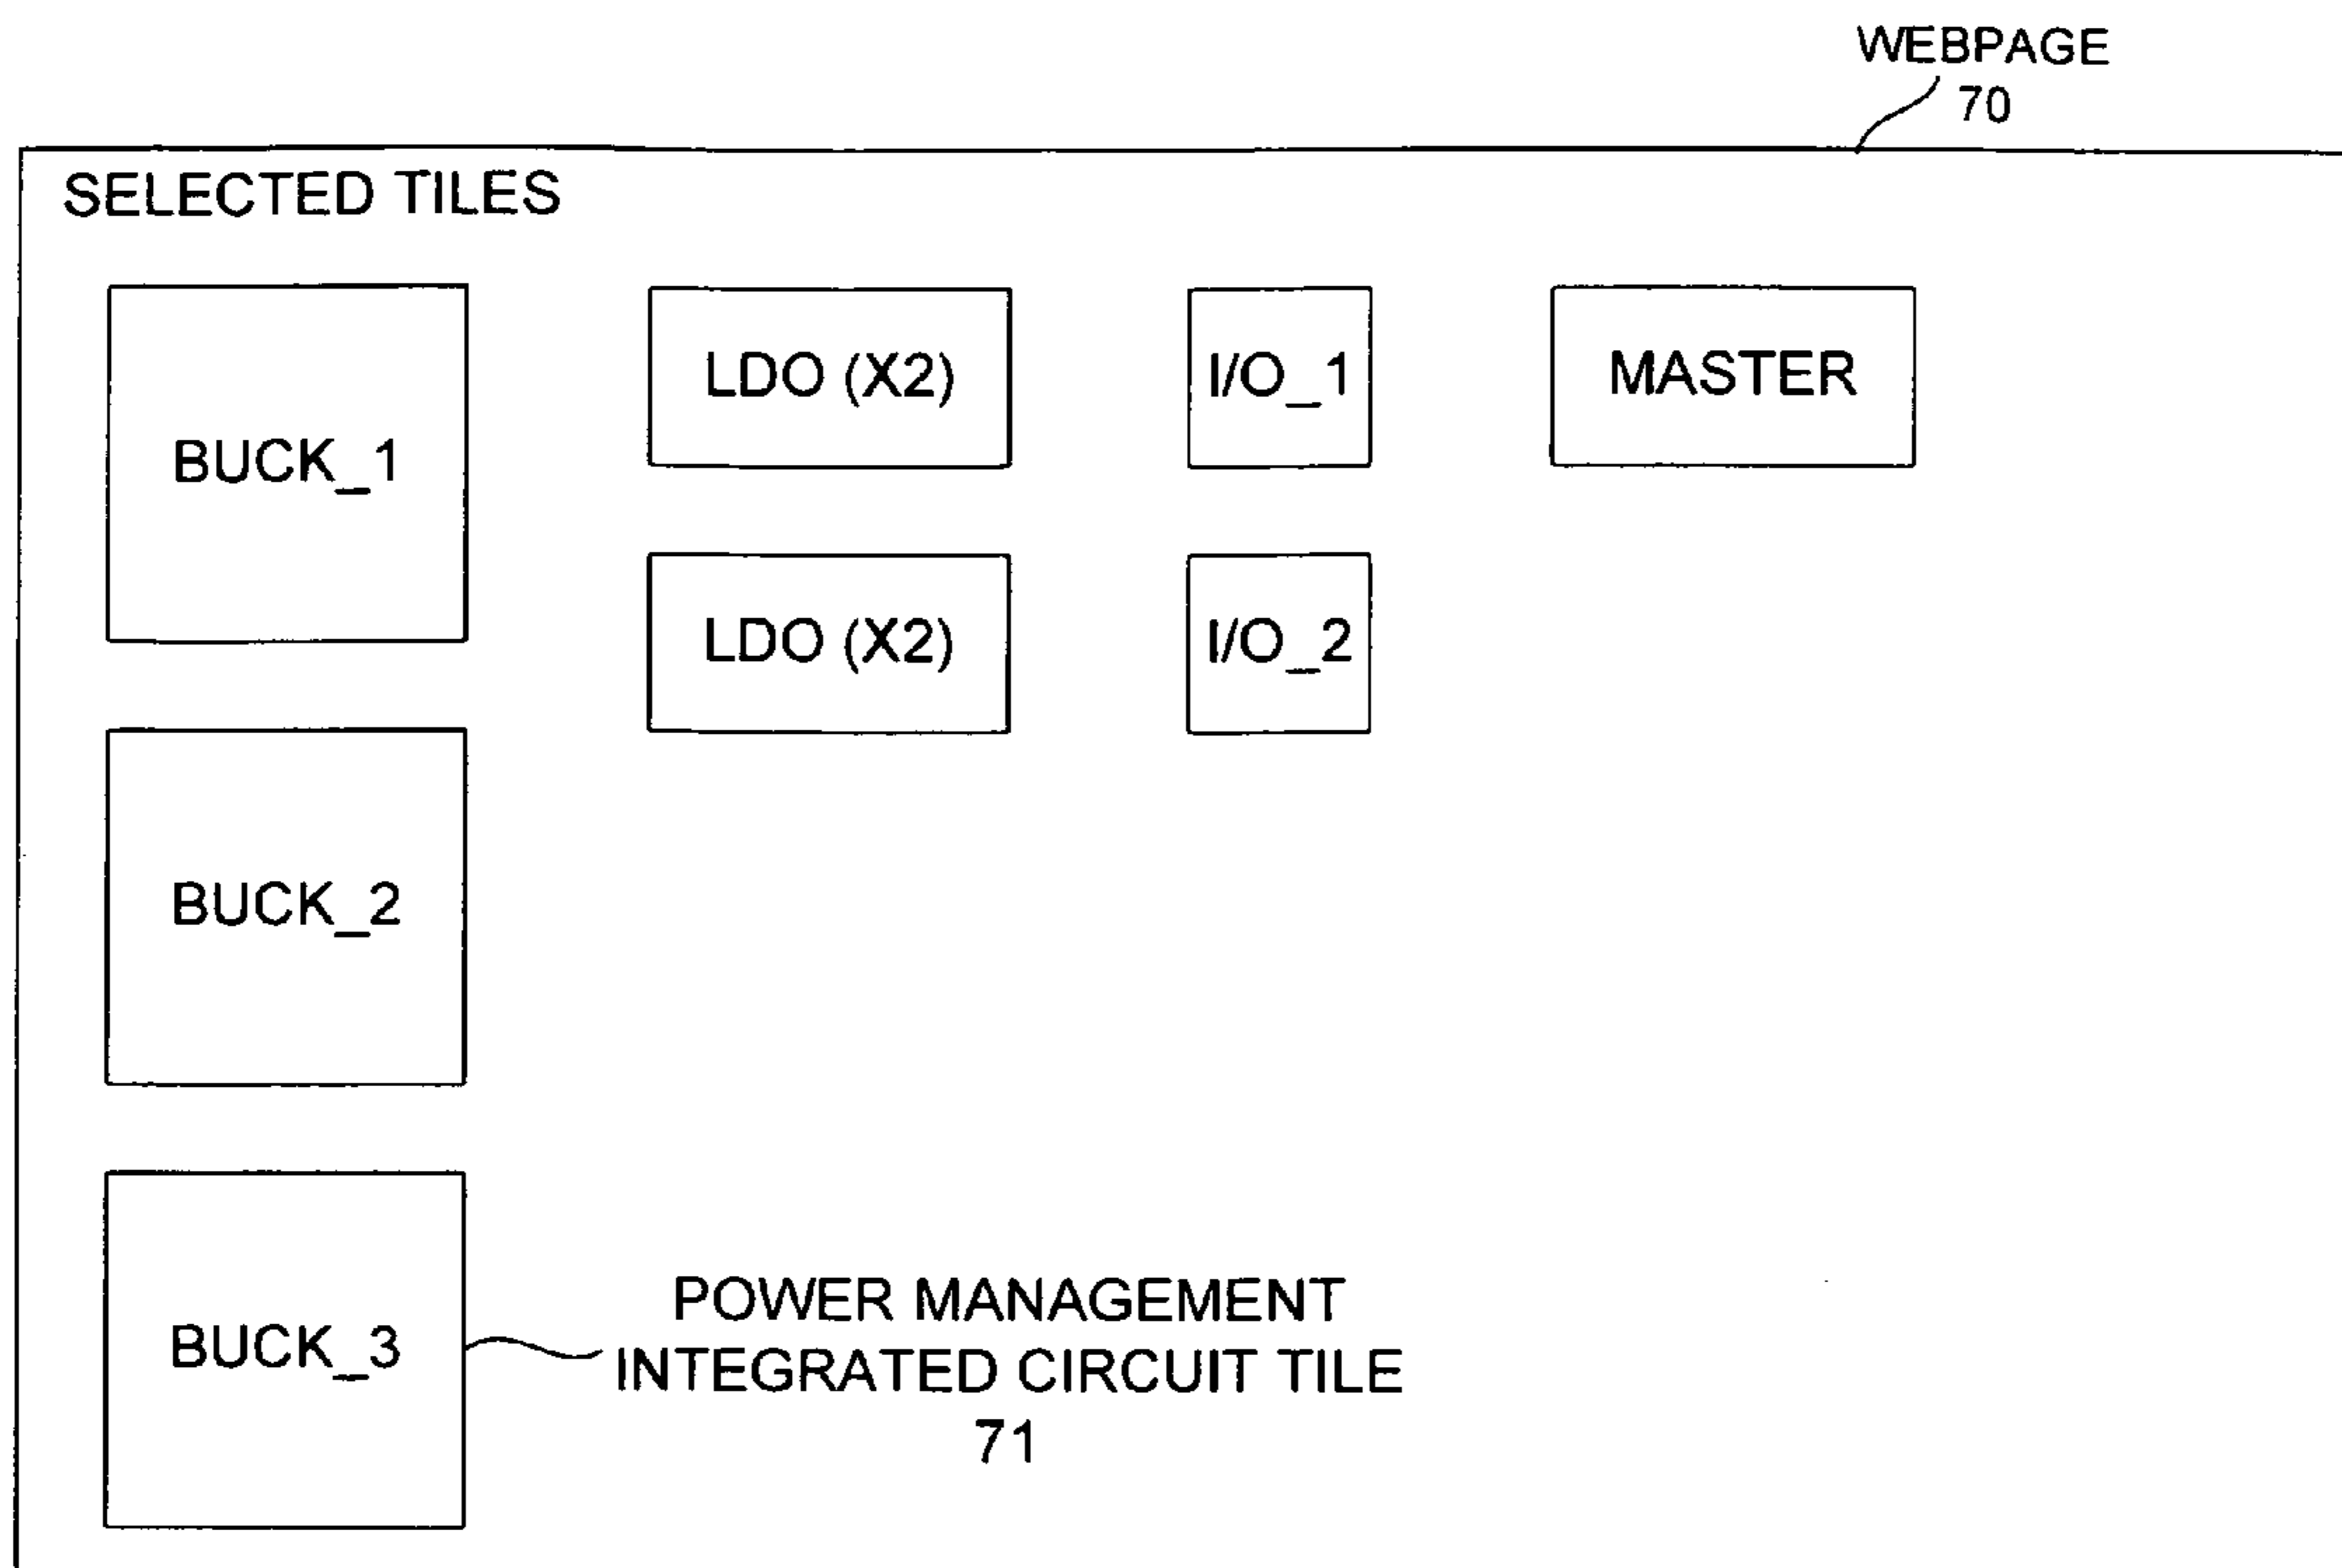 WEBPAGE
70
SELECTED TILES
BUCK_1
LDO (X2)
I/O_1
MASTER
LDO (X2)
I/O_2
BUCK_2
BUCK_3
POWER MANAGEMENT
INTEGRATED CIRCUIT TILE
71